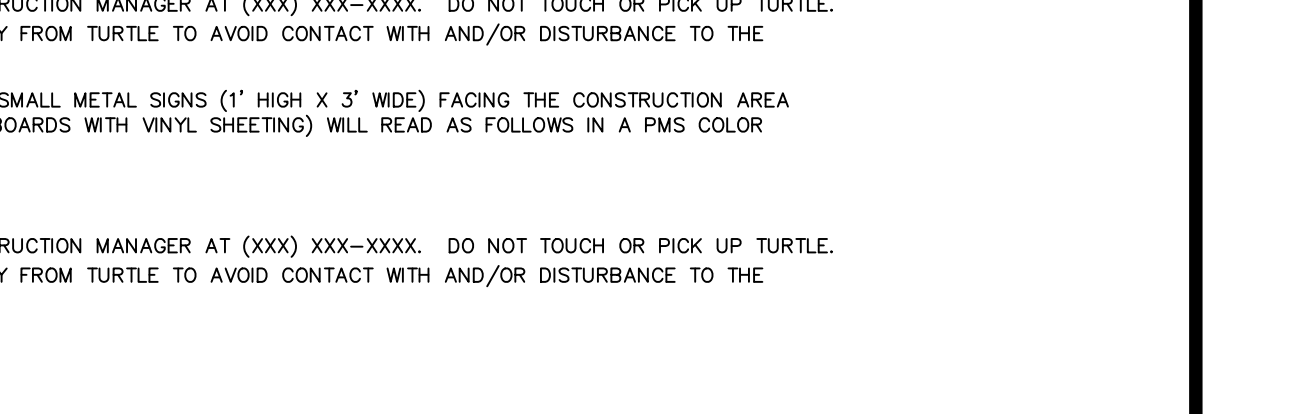 RUCTION MANAGER AT (XXX) XXX–XXXX. DO NOT TOUCH OR PICK UP TURTLE.
Y FROM TURTLE TO AVOID CONTACT WITH AND/OR DISTURBANCE TO THE
SMALL METAL SIGNS (1' HIGH X 3' WIDE) FACING THE CONSTRUCTION AREA
BOARDS WITH VINYL SHEETING) WILL READ AS FOLLOWS IN A PMS COLOR
RUCTION MANAGER AT (XXX) XXX–XXXX. DO NOT TOUCH OR PICK UP TURTLE.
Y FROM TURTLE TO AVOID CONTACT WITH AND/OR DISTURBANCE TO THE